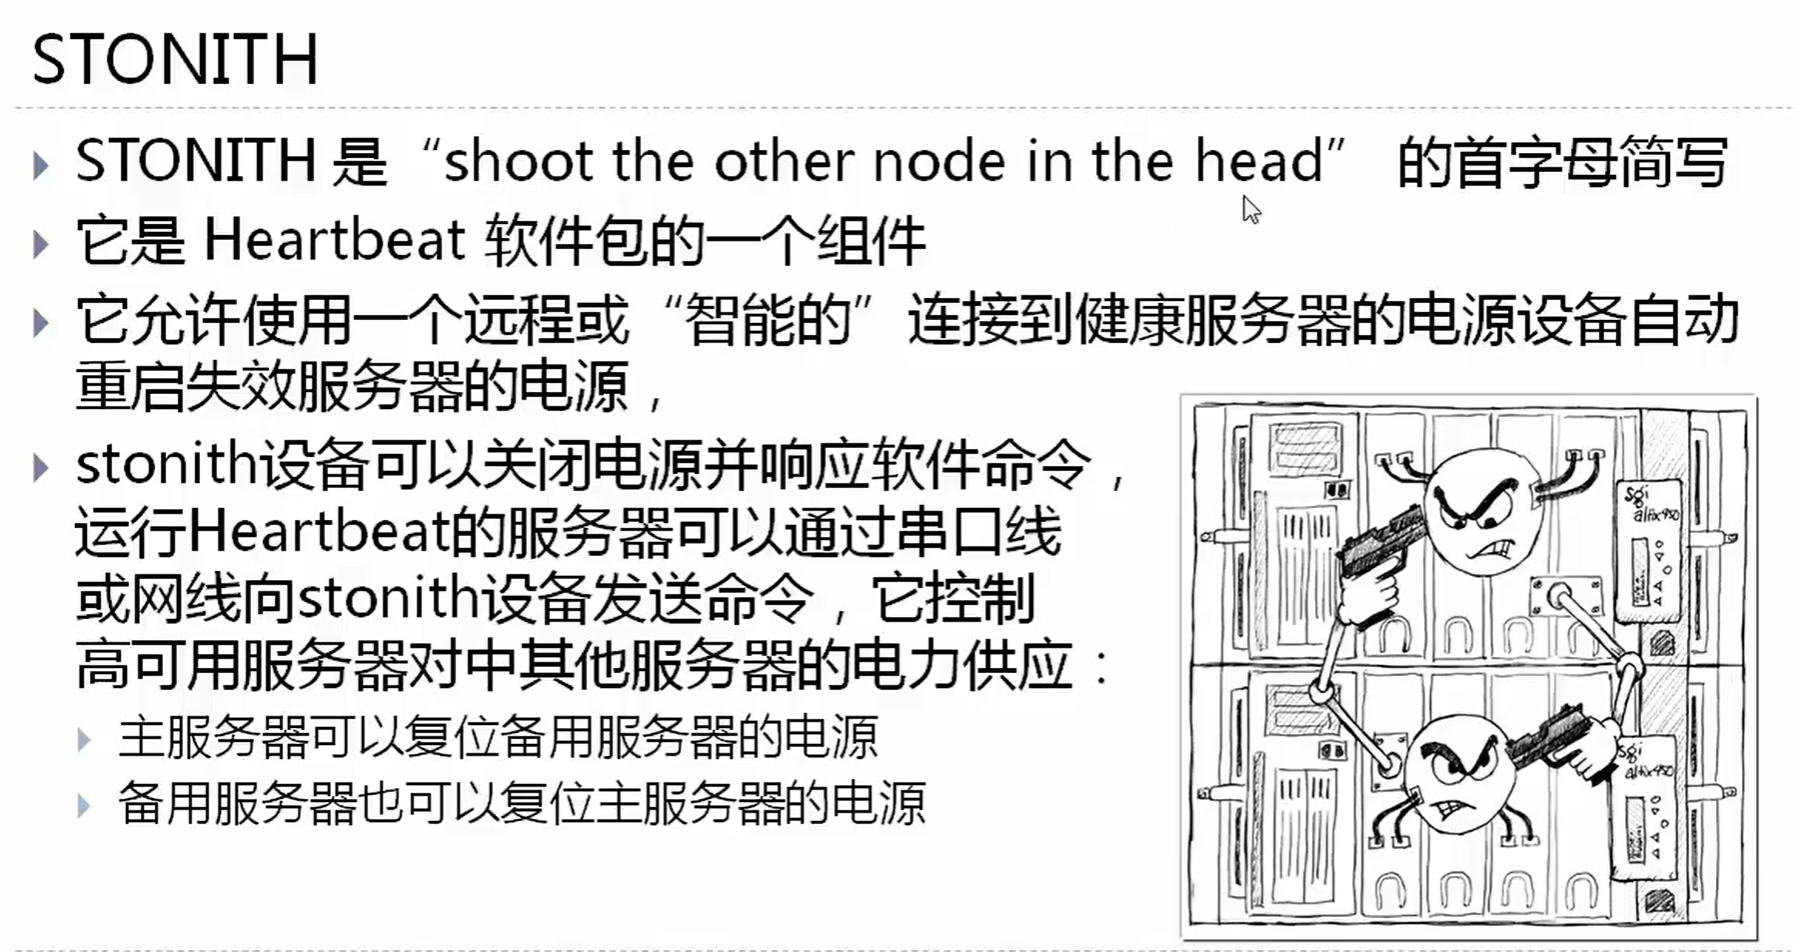 STONITH
STONITH 是“shoot the other node in the head” 的首字母简写
它是 Heartbeat 软件包的一个组件
它允许使用一个远程或“智能的”连接到健康服务器的电源设备自动
重启失效服务器的电源，
stonith设备可以关闭电源并响应软件命令，
运行Heartbeat的服务器可以通过串口线
或网线向stonith设备发送命令，它控制
高可用服务器对中其他服务器的电力供应：
主服务器可以复位备用服务器的电源
备用服务器也可以复位主服务器的电源
sgi
altix450
sgi
altix450